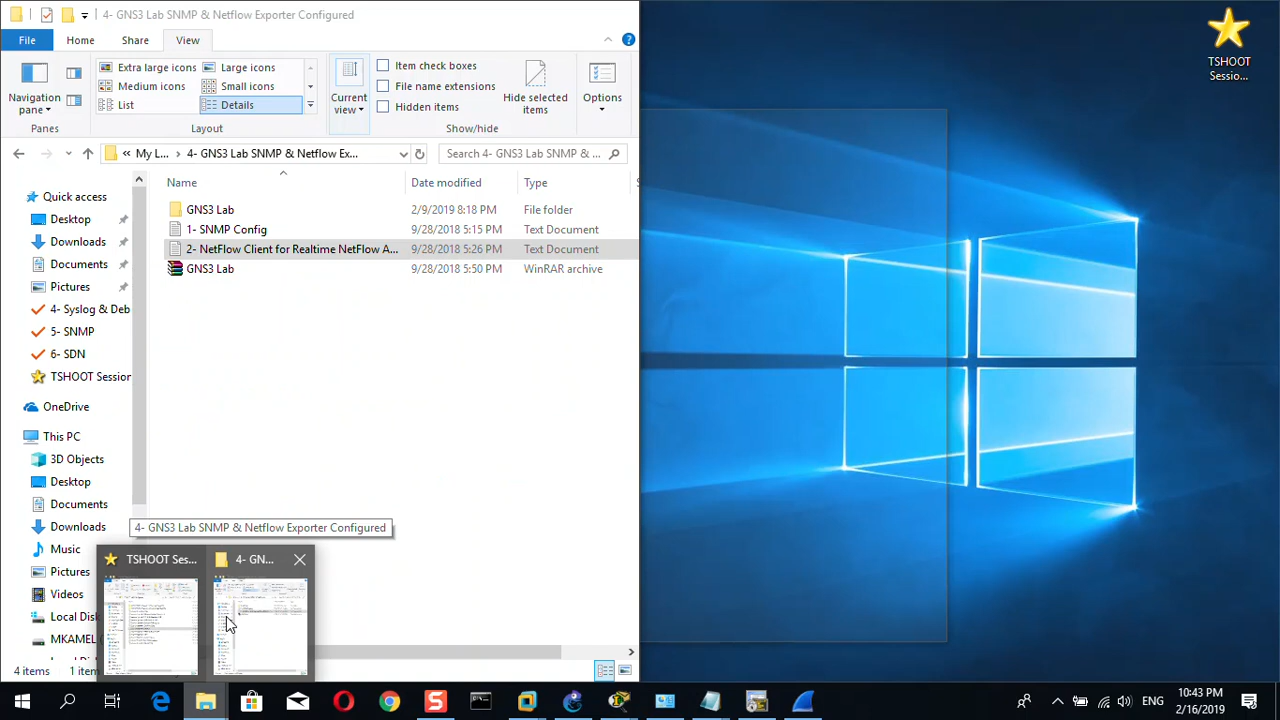 4- GNS3 Lab SNMP & Netflow Exporter Configured
File Home Share View
Navigation pane
Extra large icons Large icons
Medium icons Small icons
List Details
Current view
Item check boxes
File name extensions
Hidden items
Hide selected items
Options
Panes Layout Show/hide
« My L... › 4- GNS3 Lab SNMP & Netflow Ex...
Search 4- GNS3 Lab SNMP & ...
Name Date modified Type
GNS3 Lab 2/9/2019 8:18 PM File folder
1- SNMP Config 9/28/2018 5:15 PM Text Document
2- NetFlow Client for Realtime NetFlow A... 9/28/2018 5:26 PM Text Document
GNS3 Lab 9/28/2018 5:50 PM WinRAR archive
Quick access
Desktop
Downloads
Documents
Pictures
4- Syslog & Deb
5- SNMP
6- SDN
TSHOOT Session
OneDrive
This PC
3D Objects
Desktop
Documents
Downloads
Music
Pictures
Videos
Local Disk
MKAMEL
4- GNS3 Lab SNMP & Netflow Exporter Configured
TSHOOT Ses... 4- GN...
4 items
TSHOOT
Sessio...
ENG
10:43 PM
2/16/2019